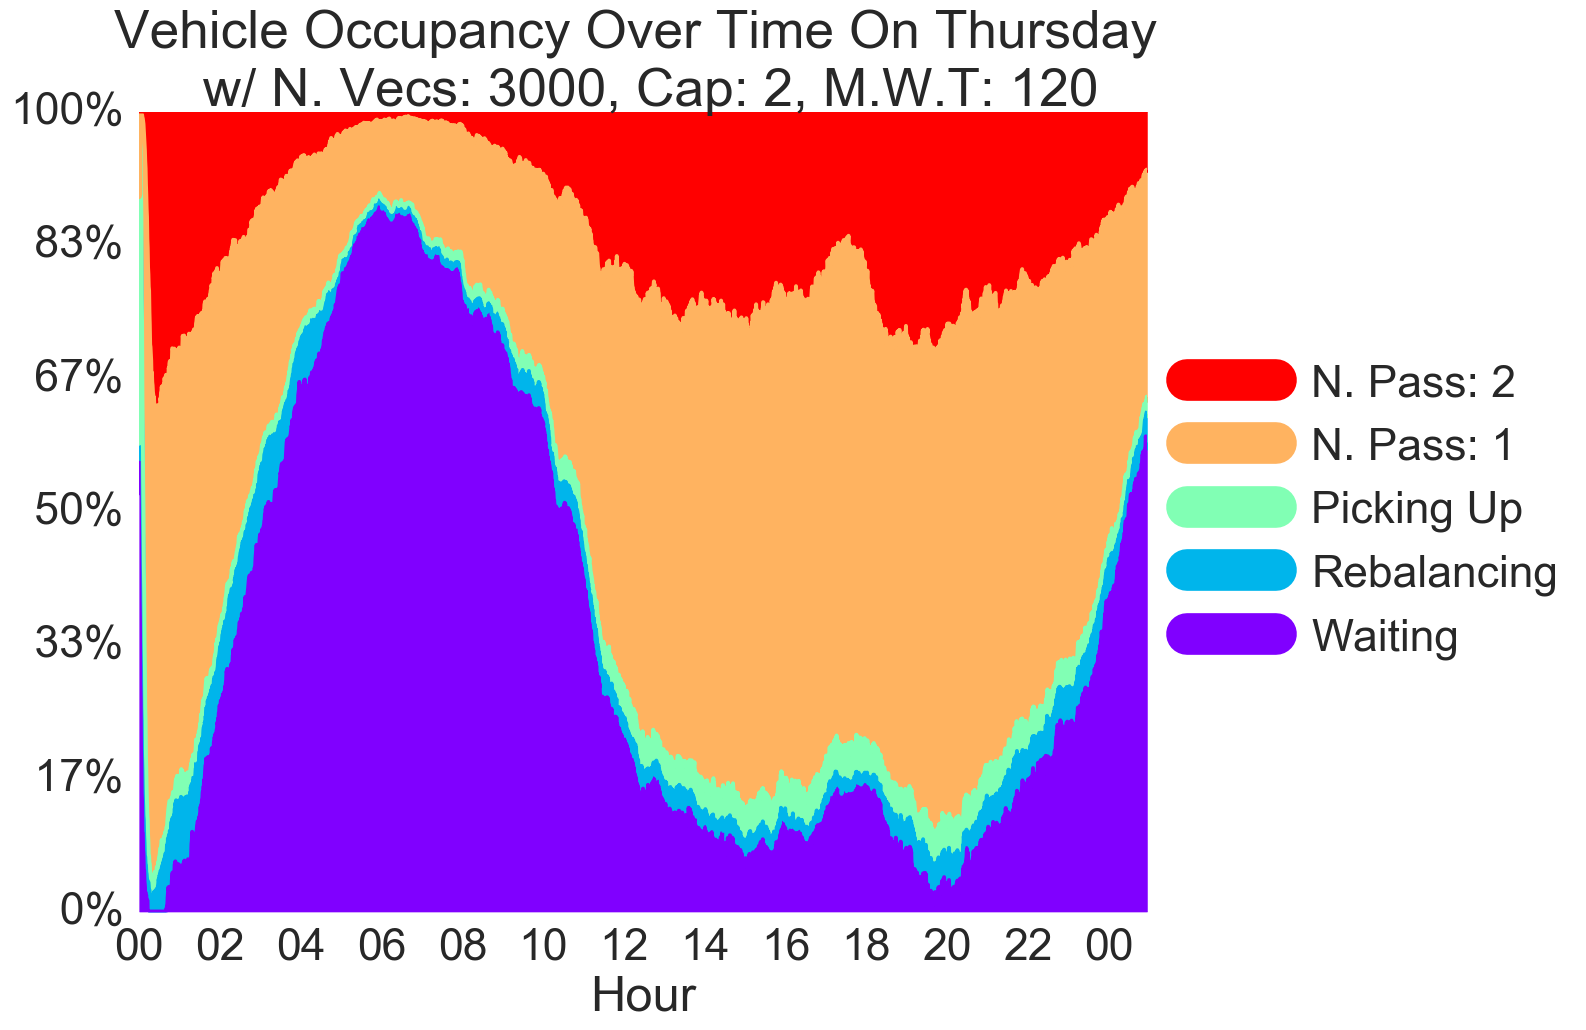 Vehicle Occupancy Over Time On Thursday
w/ N. Vecs: 3000, Cap: 2, M.W.T: 120
100%
83%
67%
50%
33%
17%
0%
00 02 04 06 08 10 12 14 16 18 20 22 00
Hour
N. Pass: 2
N. Pass: 1
Picking Up
Rebalancing
Waiting